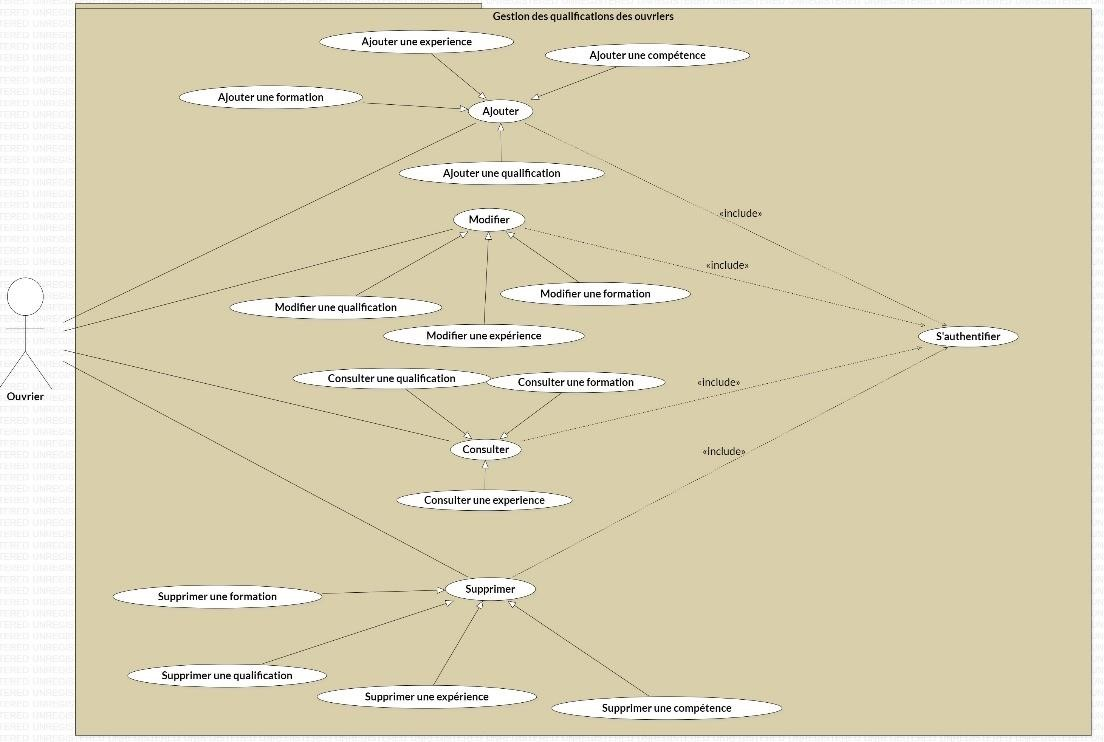 Gestion des qualifications des ouvriers
Ajouter une experience
Ajouter une compétence
Ajouter une formation
Ajouter
Ajouter une qualification
Modifier
«include»
«include»
Modifier une qualification
Modifier une formation
Modifier une expérience
S'authentifier
Ouvrier
Consulter une qualification
Consulter une formation
«include»
Consulter
«include»
Consulter une experience
Supprimer
Supprimer une formation
Supprimer une qualification
Supprimer une expérience
Supprimer une compétence